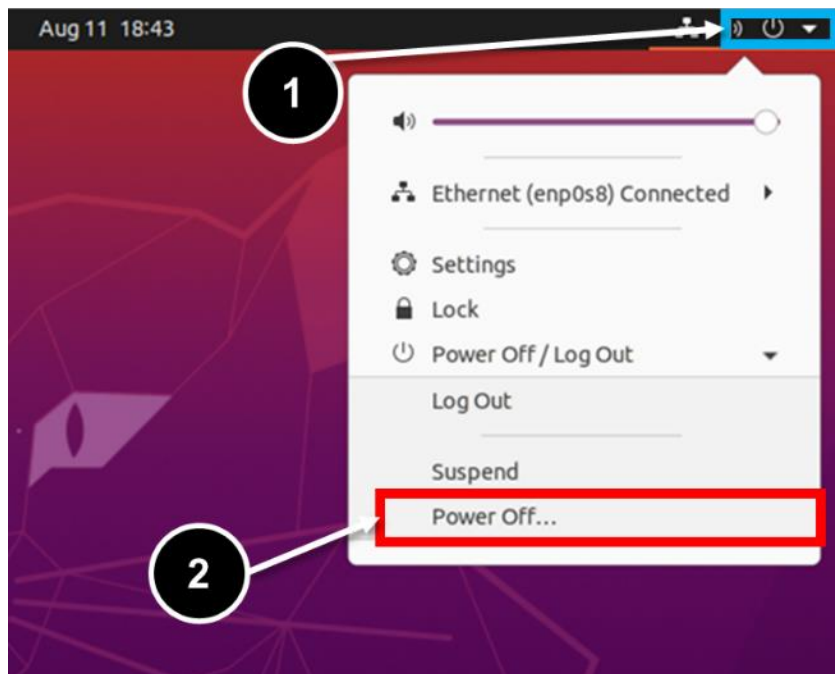 Aug 11 18:43
1
Ethernet (enp0s8) Connected
Settings
Lock
Power Off / Log Out
Log Out
Suspend
Power Off...
2